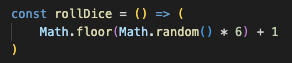 const rollDice = () => (
    Math.floor(Math.random() * 6) + 1
)